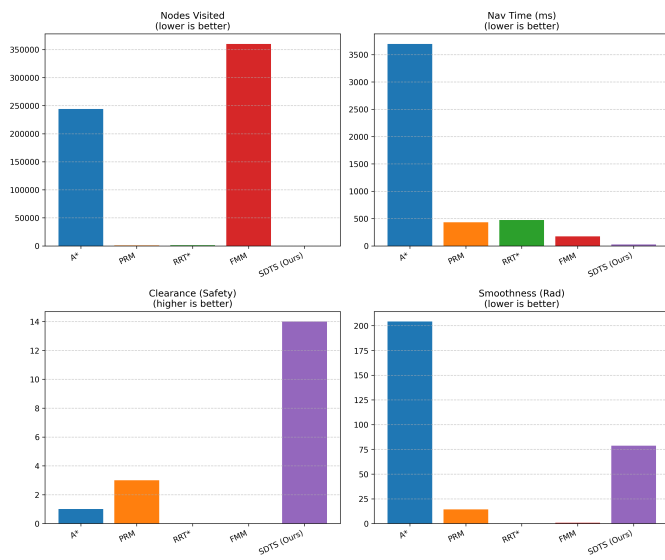 Nodes Visited
(lower is better)
350000
300000
250000
200000
150000
100000
50000
0
A*
PRM
RRT*
FMM
SDTS (Ours)
Nav Time (ms)
(lower is better)
3500
3000
2500
2000
1500
1000
500
0
A*
PRM
RRT*
FMM
SDTS (Ours)
Clearance (Safety)
(higher is better)
14
12
10
8
6
4
2
0
A*
PRM
RRT*
FMM
SDTS (Ours)
Smoothness (Rad)
(lower is better)
200
175
150
125
100
75
50
25
0
A*
PRM
RRT*
FMM
SDTS (Ours)